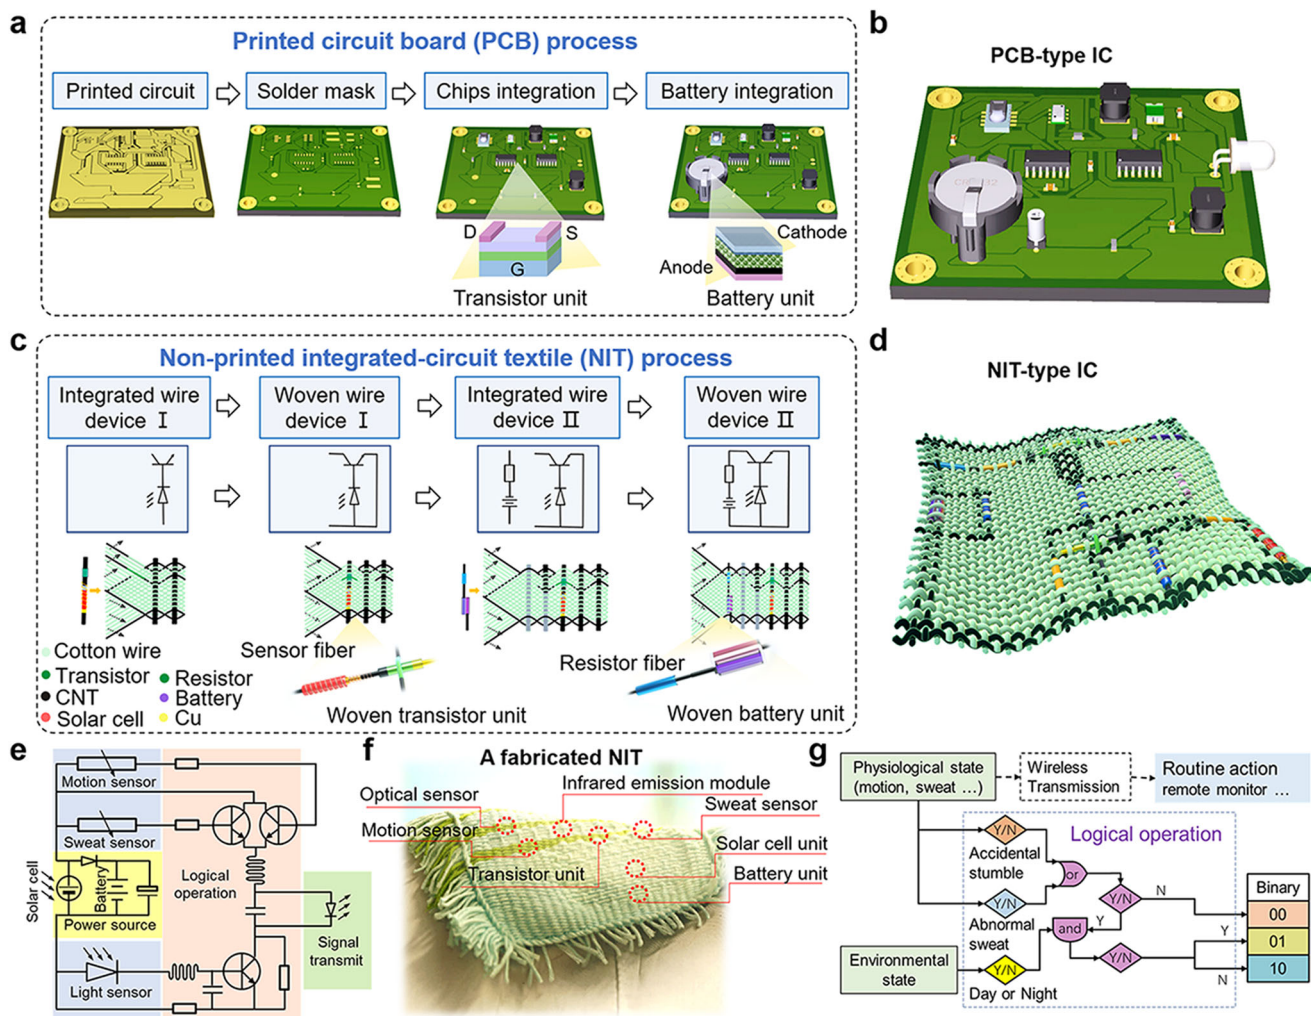 a
Printed circuit board (PCB) process
Printed circuit
Solder mask
Chips integration
Battery integration
D
S
G
Transistor unit
Cathode
Anode
Battery unit
b
PCB-type IC
c
Non-printed integrated-circuit textile (NIT) process
Integrated wire
device Ⅰ
Woven wire
device Ⅰ
Integrated wire
device Ⅱ
Woven wire
device Ⅱ
Cotton wire
Transistor
CNT
Solar cell
Resistor
Battery
Cu
Sensor fiber
Woven transistor unit
Resistor fiber
Woven battery unit
d
NIT-type IC
e
Motion sensor
Sweat sensor
Solar cell
Battery
Power source
Light sensor
Logical
operation
Signal
transmit
f
A fabricated NIT
Optical sensor
Infrared emission module
Motion sensor
Sweat sensor
Solar cell unit
Transistor unit
Battery unit
g
Physiological state
(motion, sweat ...)
Wireless
Transmission
Routine action
remote monitor ...
Logical operation
Y/N
Accidental
stumble
or
Y/N
Abnormal
sweat
Y/N
N
Y
and
Y/N
Y
N
Environmental
state
Y/N
Day or Night
Binary
00
01
10